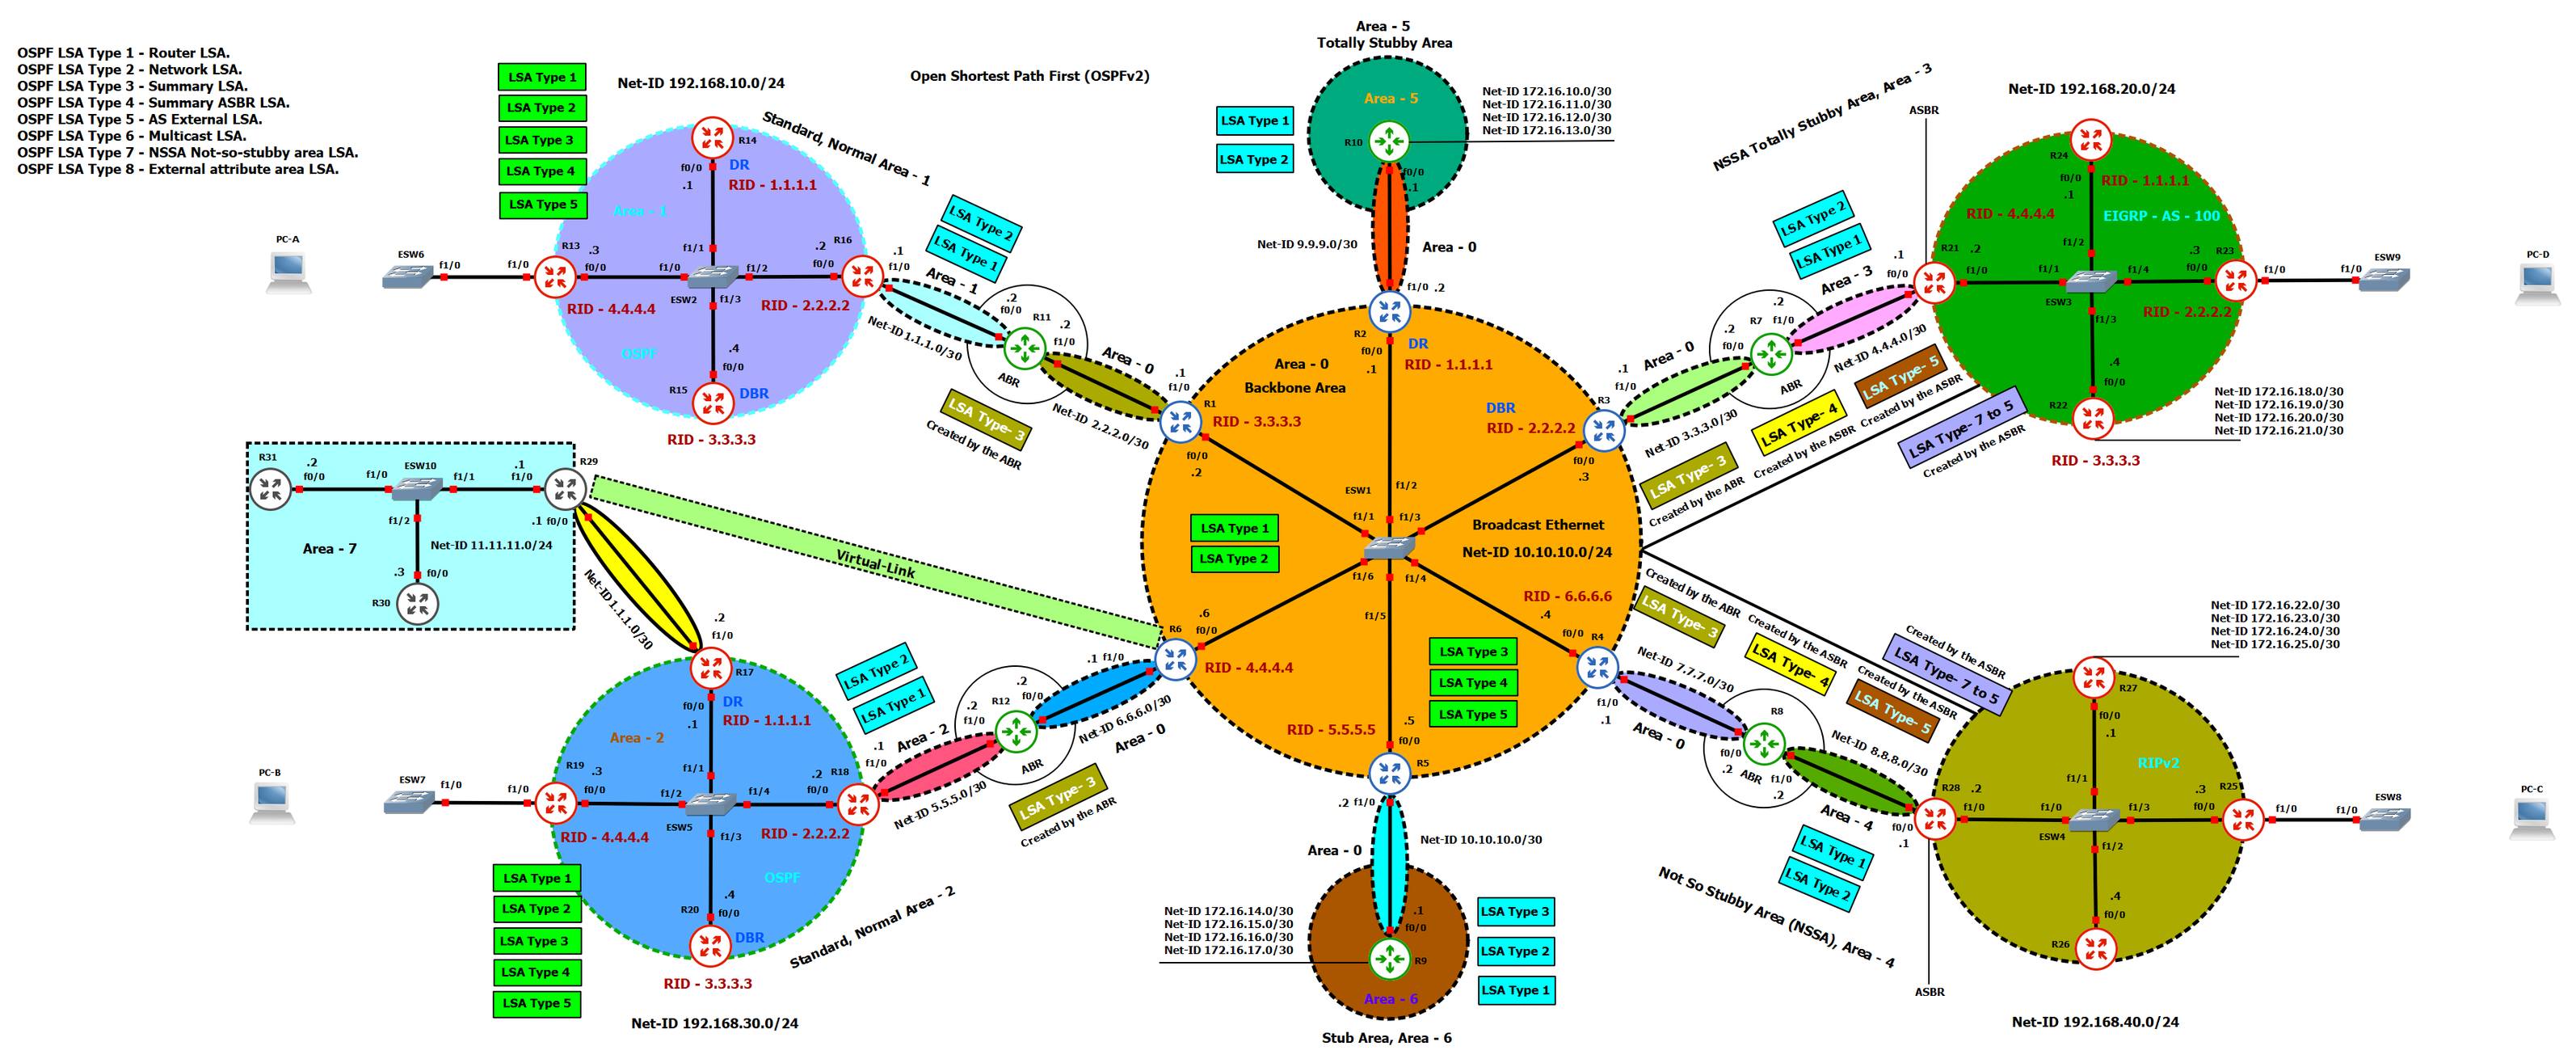 OSPF LSA Type 1 - Router LSA.
OSPF LSA Type 2 - Network LSA.
OSPF LSA Type 3 - Summary LSA.
OSPF LSA Type 4 - Summary ASBR LSA.
OSPF LSA Type 5 - AS External LSA.
OSPF LSA Type 6 - Multicast LSA.
OSPF LSA Type 7 - NSSA Not-so-stubby area LSA.
OSPF LSA Type 8 - External attribute area LSA.
Open Shortest Path First (OSPFv2)
LSA Type 1
LSA Type 2
LSA Type 3
LSA Type 4
LSA Type 5
Net-ID 192.168.10.0/24
Standard, Normal Area - 1
R14
f0/0
DR
.1
RID - 1.1.1.1
Area - 1
PC-A
ESW6
f1/0
f1/0
R13
.3
f0/0
RID - 4.4.4.4
f1/1
f1/0
f1/2
ESW2
f1/3
.2
R16
f0/0
RID - 2.2.2.2
OSPF
.4
f0/0
R15
DBR
RID - 3.3.3.3
.1
f1/0
LSA Type 2
LSA Type 1
Area - 1
Net-ID 1.1.1.0/30
.2
f0/0
R11
.2
f1/0
ABR
Area - 0
Net-ID 2.2.2.0/30
LSA Type- 3
Created by the ABR
.1
f1/0
Area - 5
Totally Stubby Area
Area - 5
R10
LSA Type 1
LSA Type 2
Net-ID 172.16.10.0/30
Net-ID 172.16.11.0/30
Net-ID 172.16.12.0/30
Net-ID 172.16.13.0/30
f0/0
.1
Net-ID 9.9.9.0/30
Area - 0
f1/0 .2
R2
f0/0
DR
.1
RID - 1.1.1.1
Area - 0
Backbone Area
R1
RID - 3.3.3.3
f0/0
.2
DBR
RID - 2.2.2.2
R3
f0/0
.3
ESW1
f1/2
f1/1
f1/3
f1/6
f1/4
f1/5
Broadcast Ethernet
Net-ID 10.10.10.0/24
LSA Type 1
LSA Type 2
RID - 6.6.6.6
.4
f0/0
R4
LSA Type 3
LSA Type 4
LSA Type 5
.6
f0/0
R6
RID - 4.4.4.4
RID - 5.5.5.5
.5
f0/0
R5
.2 f1/0
Area - 0
Net-ID 10.10.10.0/30
.1
f0/0
R9
Area - 6
Net-ID 172.16.14.0/30
Net-ID 172.16.15.0/30
Net-ID 172.16.16.0/30
Net-ID 172.16.17.0/30
LSA Type 3
LSA Type 2
LSA Type 1
Stub Area, Area - 6
NSSA Totally Stubby Area, Area - 3
ASBR
Net-ID 192.168.20.0/24
.1
f1/0
Area - 0
Net-ID 3.3.3.0/30
.2
f0/0
R7
.2
f1/0
ABR
Area - 3
Net-ID 4.4.4.0/30
LSA Type 2
LSA Type 1
.1
f0/0
LSA Type- 3
Created by the ABR
LSA Type- 4
Created by the ASBR
LSA Type- 5
Created by the ASBR
LSA Type- 7 to 5
Created by the ASBR
R24
f0/0
.1
RID - 1.1.1.1
RID - 4.4.4.4
EIGRP - AS - 100
R21
.2
f1/0
f1/2
f1/1
f1/4
ESW3
f1/3
.3
R23
f0/0
RID - 2.2.2.2
f1/0
f1/0
ESW9
PC-D
.4
f0/0
R22
RID - 3.3.3.3
Net-ID 172.16.18.0/30
Net-ID 172.16.19.0/30
Net-ID 172.16.20.0/30
Net-ID 172.16.21.0/30
R31
.2
f0/0
ESW10
f1/0
f1/1
f1/2
.1
f1/0
R29
.1 f0/0
Area - 7
Net-ID 11.11.11.0/24
.3
f0/0
R30
Virtual-Link
Net-ID 1.1.1.0/30
.2
f1/0
R17
f0/0
DR
.1
RID - 1.1.1.1
Area - 2
PC-B
ESW7
f1/0
f1/0
R19
.3
f0/0
RID - 4.4.4.4
f1/1
f1/2
f1/4
ESW5
f1/3
.2
R18
f0/0
RID - 2.2.2.2
OSPF
.4
R20
f0/0
DBR
RID - 3.3.3.3
LSA Type 1
LSA Type 2
LSA Type 3
LSA Type 4
LSA Type 5
Net-ID 192.168.30.0/24
Standard, Normal Area - 2
LSA Type 2
LSA Type 1
.1
f1/0
Area - 2
Net-ID 5.5.5.0/30
.2
f1/0
R12
.2
f0/0
ABR
.1 f1/0
Net-ID 6.6.6.0/30
Area - 0
LSA Type- 3
Created by the ABR
Created by the ABR
LSA Type- 3
Created by the ASBR
LSA Type- 4
Created by the ASBR
LSA Type- 5
Created by the ASBR
LSA Type- 7 to 5
f1/0
.1
Net-ID 7.7.7.0/30
Area - 0
R8
f0/0
.2
ABR
f1/0
.2
Net-ID 8.8.8.0/30
Area - 4
f0/0
.1
LSA Type 1
LSA Type 2
Not So Stubby Area (NSSA), Area - 4
ASBR
Net-ID 172.16.22.0/30
Net-ID 172.16.23.0/30
Net-ID 172.16.24.0/30
Net-ID 172.16.25.0/30
R27
f0/0
.1
RIPv2
R28
.2
f1/0
f1/1
f1/0
f1/3
ESW4
f1/2
.3
R25
f0/0
f1/0
f1/0
ESW8
PC-C
.4
f0/0
R26
Net-ID 192.168.40.0/24